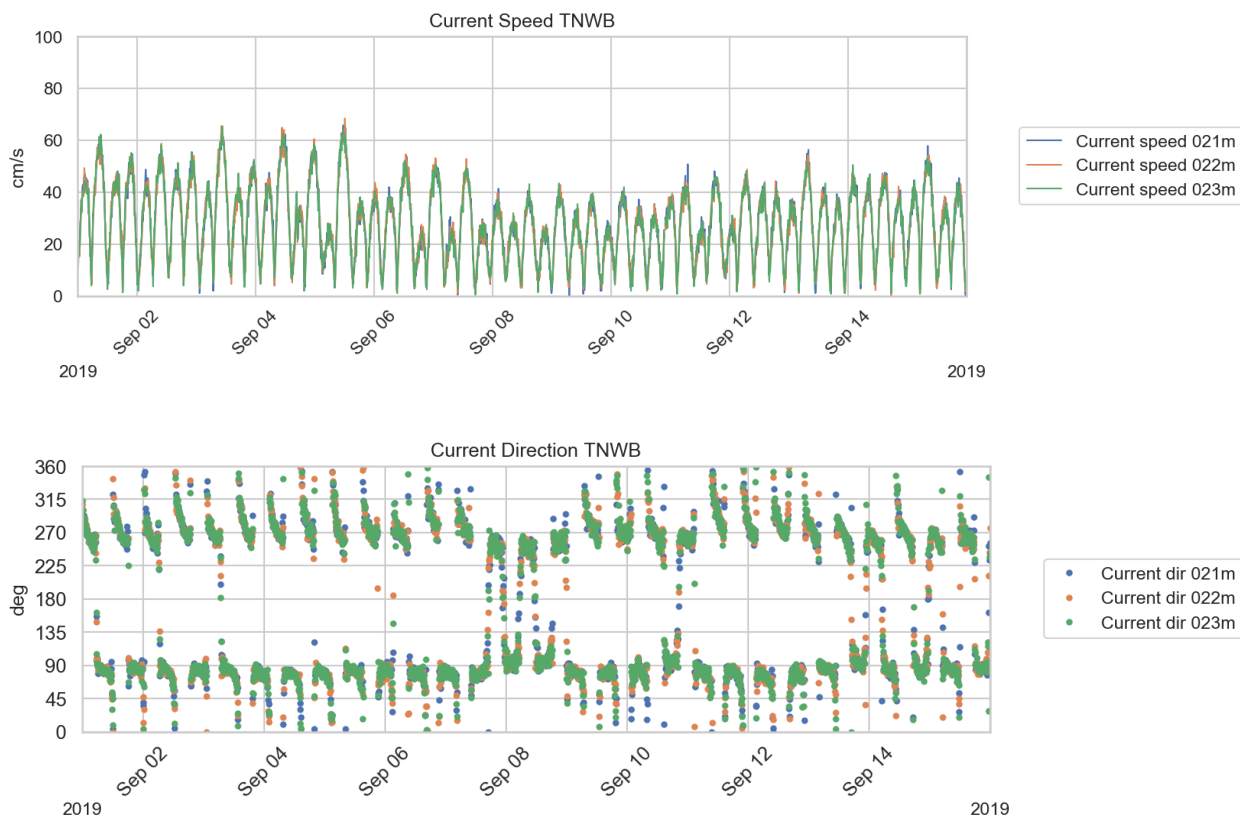 Current Speed TNWB
100
80
60
40
20
0
cm/s
Sep 02
Sep 04
Sep 06
Sep 08
Sep 10
Sep 12
Sep 14
2019
2019
Current speed 021m
Current speed 022m
Current speed 023m
Current Direction TNWB
360
315
270
225
180
135
90
45
0
deg
Sep 02
Sep 04
Sep 06
Sep 08
Sep 10
Sep 12
Sep 14
2019
2019
Current dir 021m
Current dir 022m
Current dir 023m